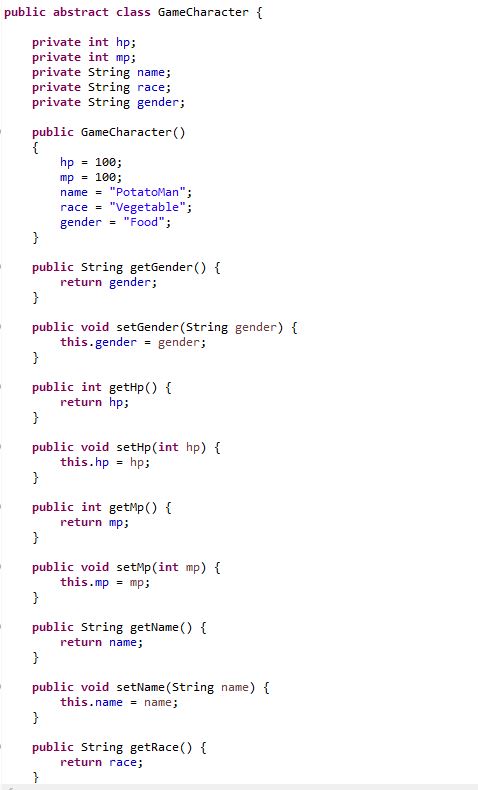 public abstract class GameCharacter {
private int hp;
private int mp;
private String name;
private String race;
private String gender;
public GameCharacter()
{
hp = 100;
mp = 100;
name = "PotatoMan";
race = "Vegetable";
gender = "Food";
}
public String getGender() {
return gender;
}
public void setGender(String gender) {
this.gender = gender;
}
public int getHp() {
return hp;
}
public void setHp(int hp) {
this.hp = hp;
}
public int getMp() {
return mp;
}
public void setMp(int mp) {
this.mp = mp;
}
public String getName() {
return name;
}
public void setName(String name) {
this.name = name;
}
public String getRace() {
return race;
}